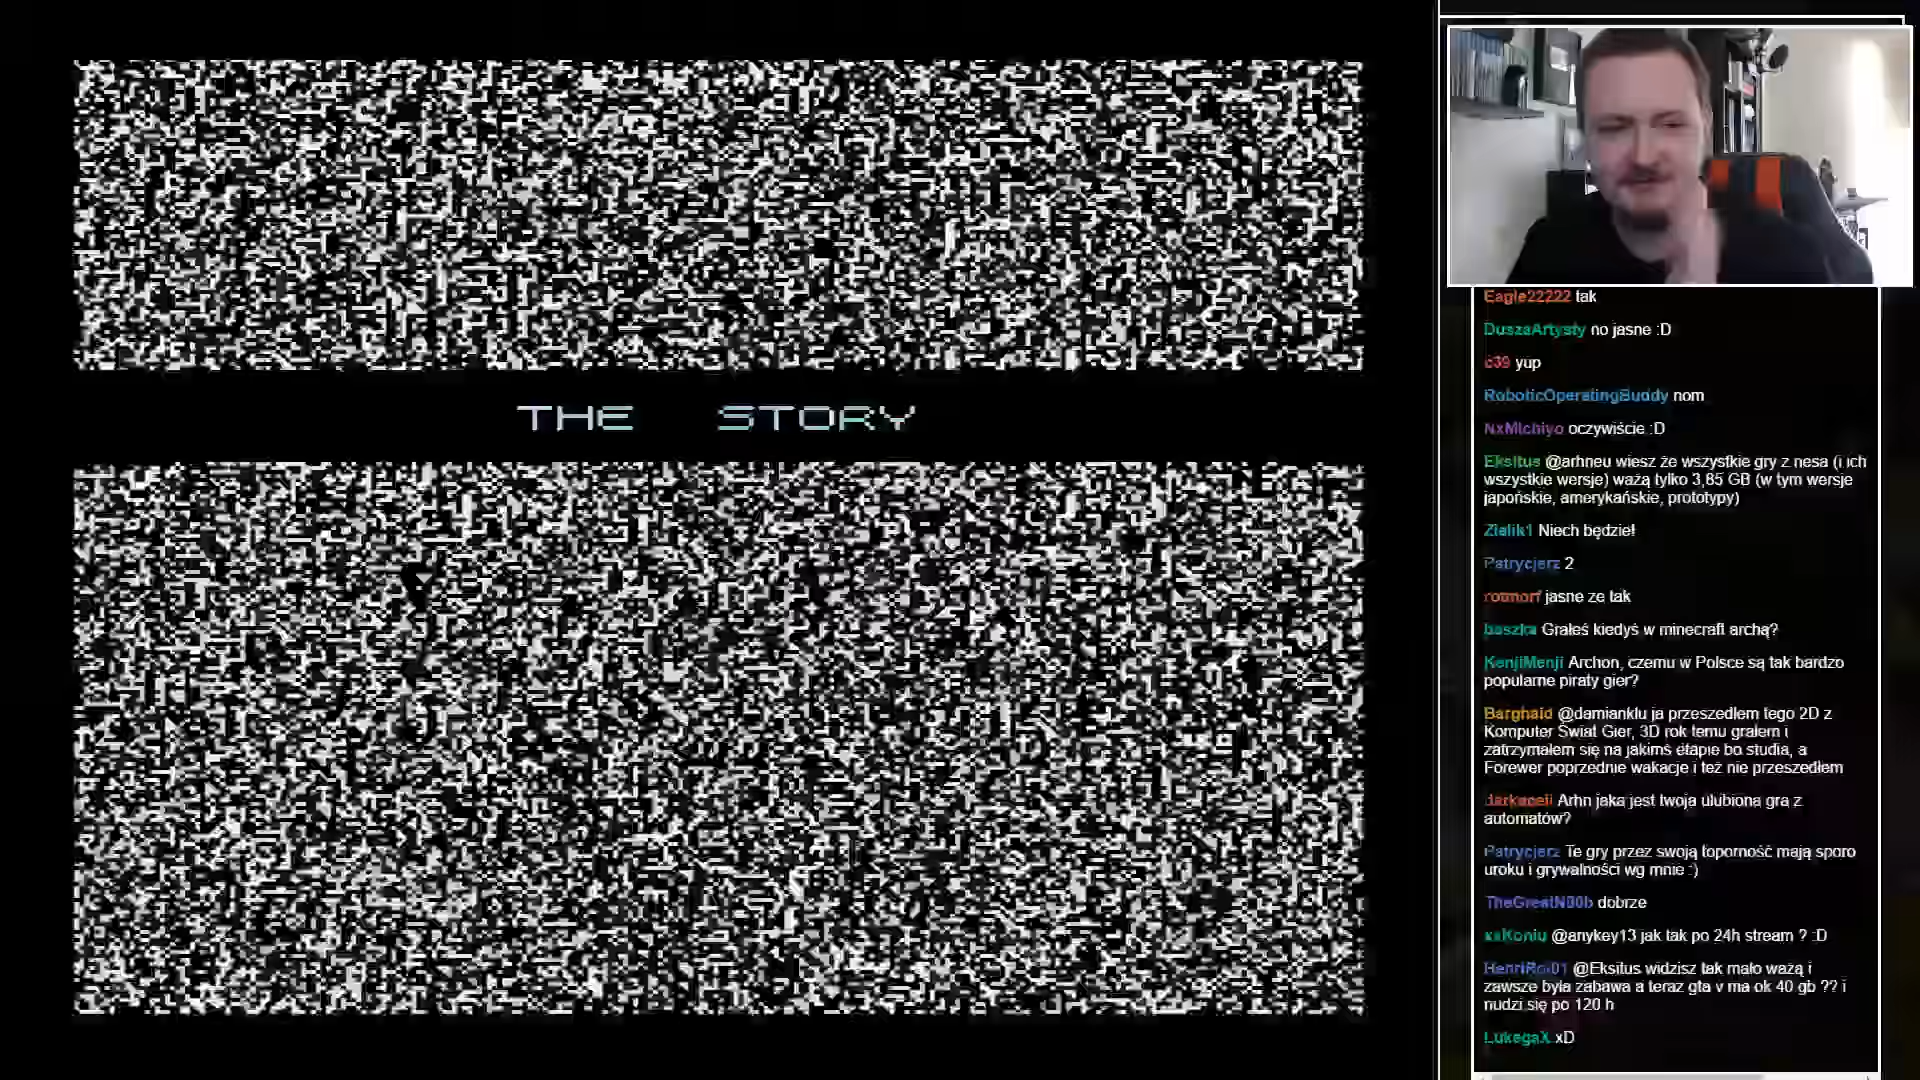 THE STORY
Eagle22222 tak
DuszaArtysty no jasne :D
c39 yup
RoboticOperatingBuddy nom
NxMichiyo oczywiście :D
Eksitus @arhneu wiesz że wszystkie gry z nesa (i ich
wszystkie wersje) ważą tylko 3,85 GB (w tym wersje
japońskie, amerykańskie, prototypy)
Zielik1 Niech będzie!
Patrycjerz 2
rotmorf jasne ze tak
baszka Grałeś kiedyś w minecraft archą?
KenjiMenji Archon, czemu w Polsce są tak bardzo
popularne piraty gier?
Barghaid @damianklu ja przeszedłem tego 2D z
Komputer Świat Gier, 3D rok temu grałem i
zatrzymałem się na jakimś etapie bo studia, a
Forewer poprzednie wakacje i też nie przeszedłem
Arhn jaka jest twoja ulubiona gra z
automatów?
Patrycjerz Te gry przez swoją toporność mają sporo
uroku i grywalności wg mnie :)
TheGreatN00b dobrze
xxKoniu @anykey13 jak tak po 24h stream ? :D
HenriRoi01 @Eksitus widzisz tak mało ważą i
zawsze była zabawa a teraz gta v ma ok 40 gb ?? i
nudzi się po 120 h
LukegaX xD